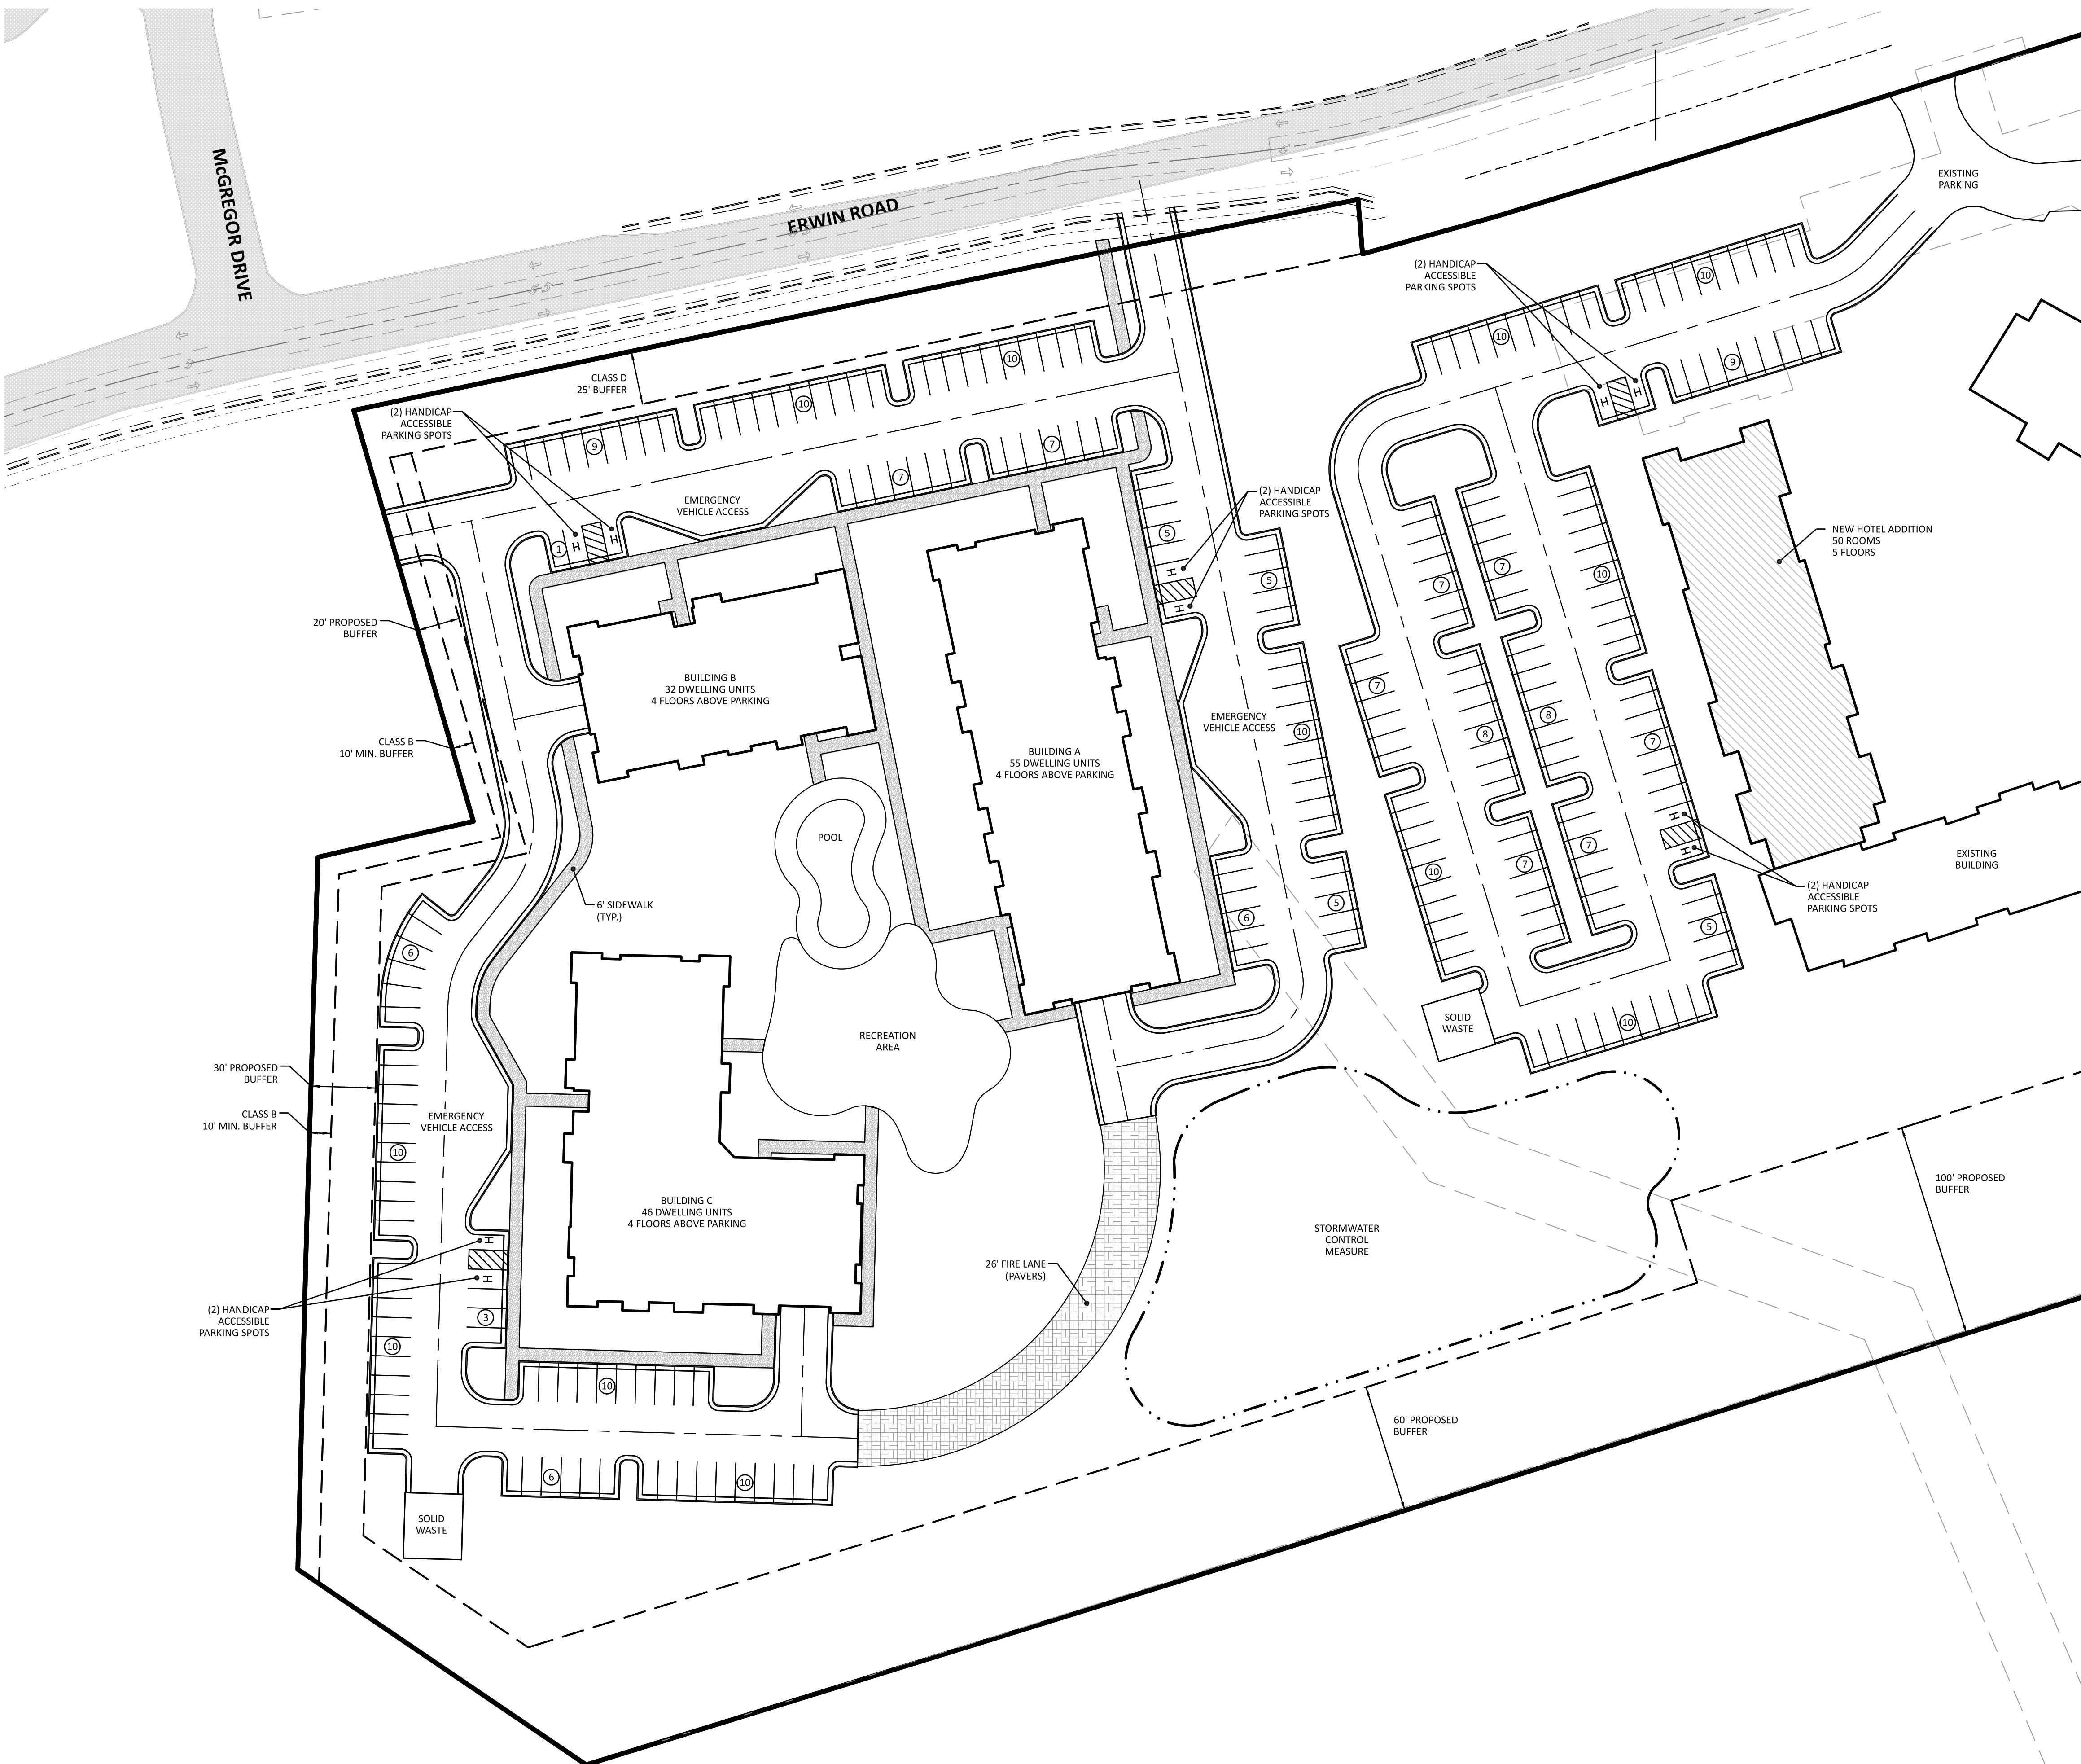 McGREGOR DRIVE
ERWIN ROAD
EXISTING
PARKING
(2) HANDICAP
ACCESSIBLE
PARKING SPOTS
10
10
9
CLASS D
25' BUFFER
(2) HANDICAP
ACCESSIBLE
PARKING SPOTS
9
10
10
7
7
1
EMERGENCY
VEHICLE ACCESS
H
H
H
H
(2) HANDICAP
ACCESSIBLE
PARKING SPOTS
5
H
H
5
NEW HOTEL ADDITION
50 ROOMS
5 FLOORS
7
7
10
20' PROPOSED
BUFFER
BUILDING B
32 DWELLING UNITS
4 FLOORS ABOVE PARKING
7
8
8
7
EMERGENCY
VEHICLE ACCESS
10
CLASS B
10' MIN. BUFFER
BUILDING A
55 DWELLING UNITS
4 FLOORS ABOVE PARKING
POOL
H
H
7
7
10
EXISTING
BUILDING
(2) HANDICAP
ACCESSIBLE
PARKING SPOTS
6' SIDEWALK
(TYP.)
6
5
5
6
RECREATION
AREA
SOLID
WASTE
10
30' PROPOSED
BUFFER
CLASS B
10' MIN. BUFFER
EMERGENCY
VEHICLE ACCESS
10
BUILDING C
46 DWELLING UNITS
4 FLOORS ABOVE PARKING
100' PROPOSED
BUFFER
STORMWATER
CONTROL
MEASURE
H
H
26' FIRE LANE
(PAVERS)
(2) HANDICAP
ACCESSIBLE
PARKING SPOTS
3
10
10
60' PROPOSED
BUFFER
6
10
SOLID
WASTE